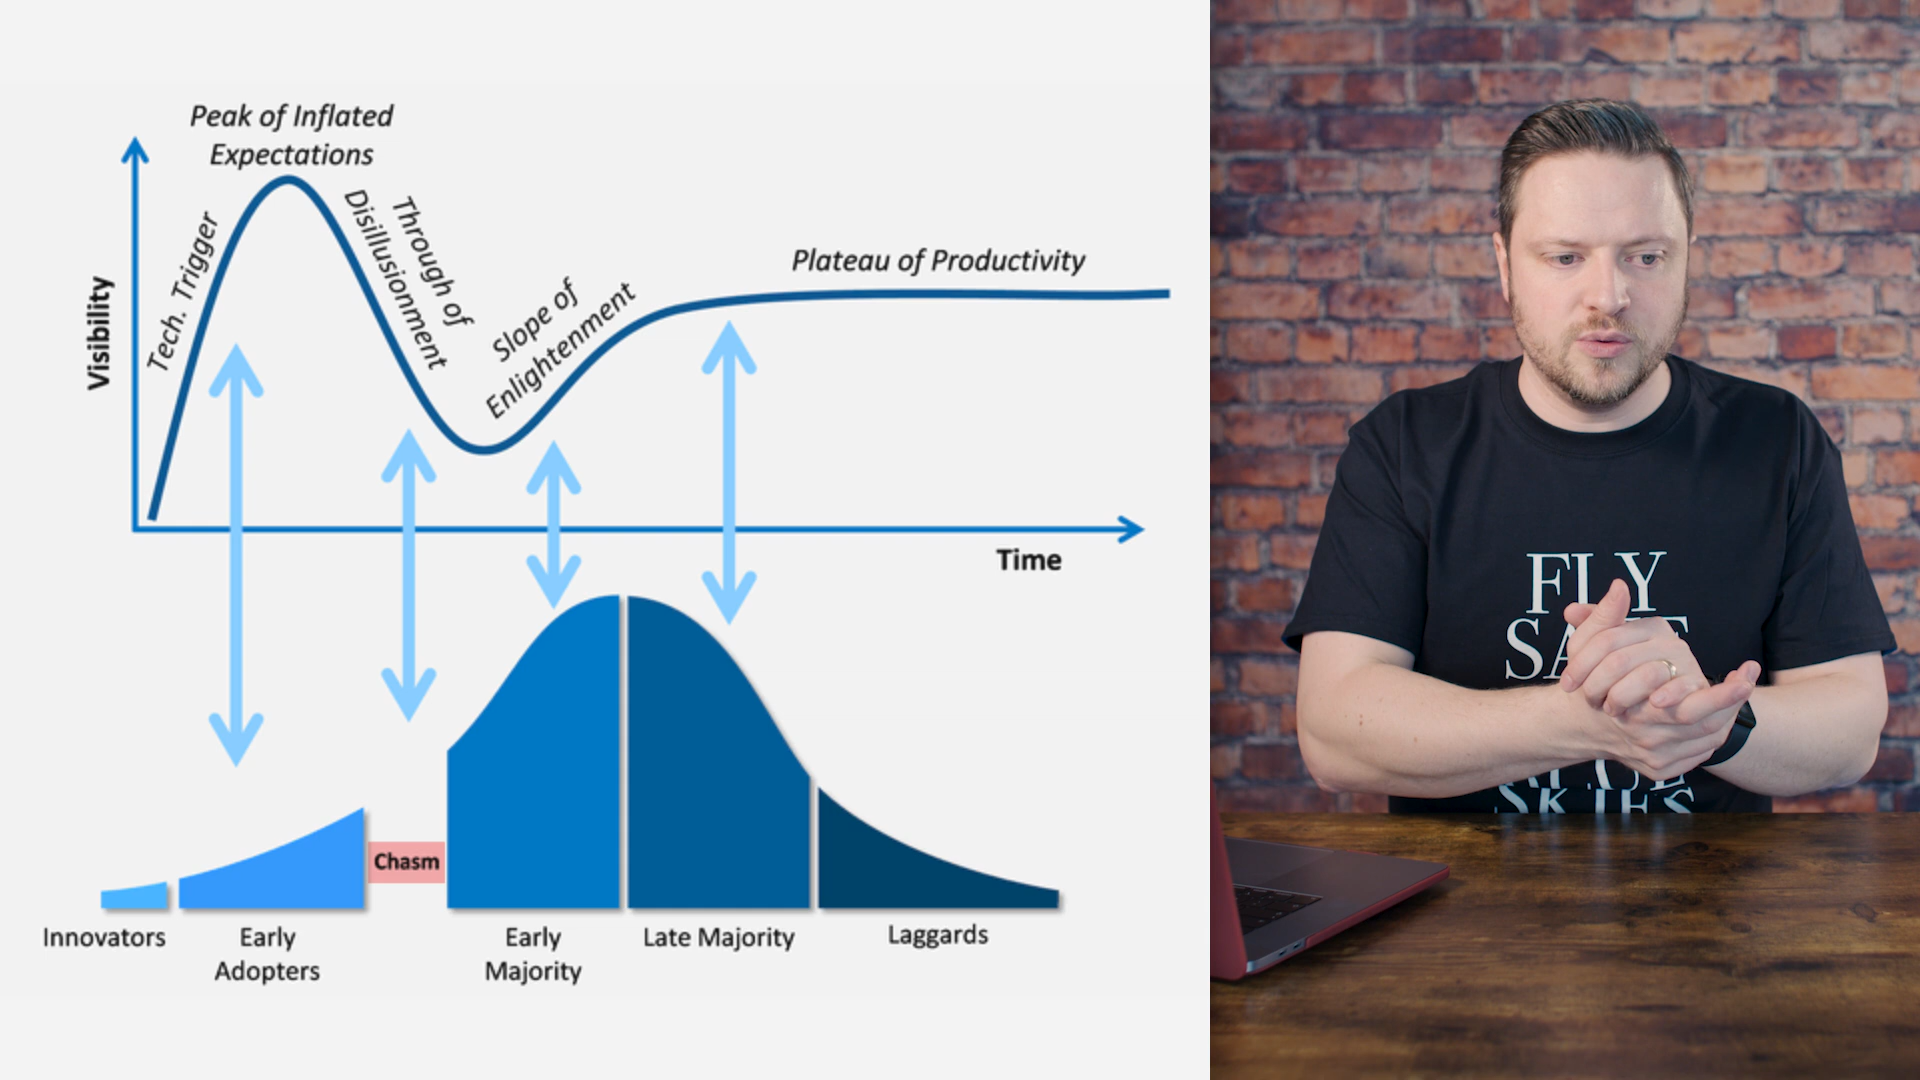 Peak of Inflated
Expectations
Tech. Trigger
Through of
Disillusionment
Slope of
Enlightenment
Plateau of Productivity
Visibility
Time
Chasm
Innovators
Early
Adopters
Early
Majority
Late Majority
Laggards
FLY
SKIES